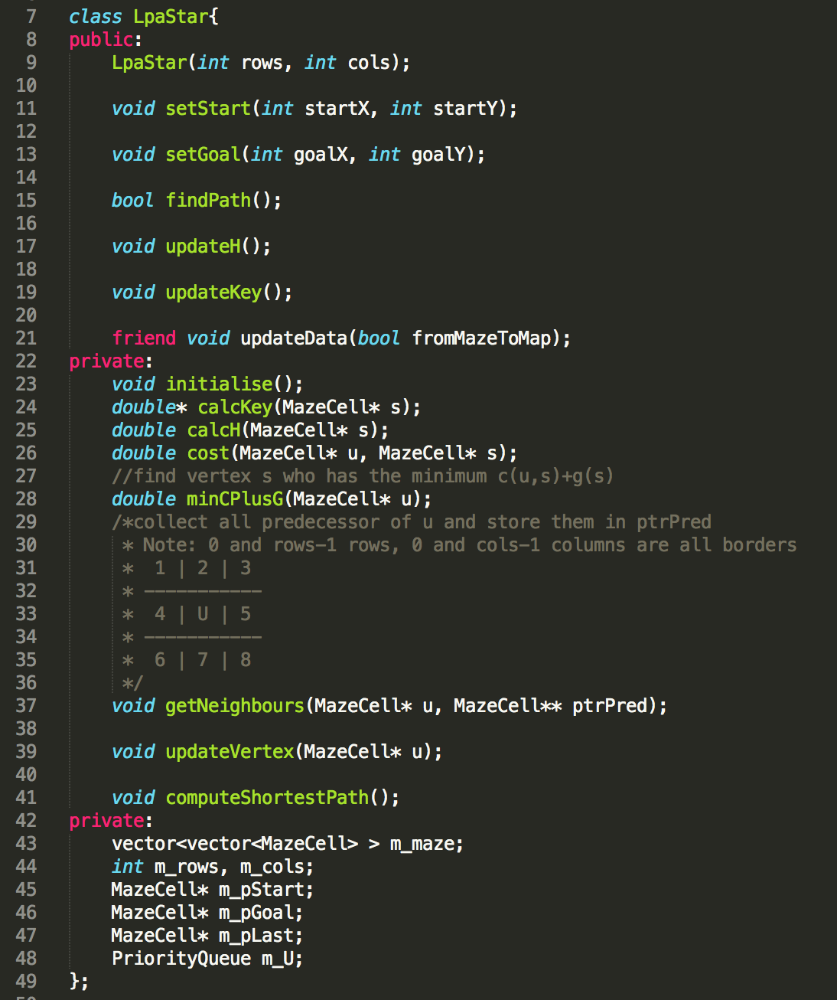 7 class LpaStar{
8 public:
9 LpaStar(int rows, int cols);
10
11 void setStart(int startX, int startY);
12
13 void setGoal(int goalX, int goalY);
14
15 bool findPath();
16
17 void updateH();
18
19 void updateKey();
20
21 friend void updateData(bool fromMazeToMap);
22 private:
23 void initialise();
24 double* calcKey(MazeCell* s);
25 double calcH(MazeCell* s);
26 double cost(MazeCell* u, MazeCell* s);
27 //find vertex s who has the minimum c(u,s)+g(s)
28 double minCPlusG(MazeCell* u);
29 /*collect all predecessor of u and store them in ptrPred
30 * Note: 0 and rows-1 rows, 0 and cols-1 columns are all borders
31 * 1 | 2 | 3
32 * -----------
33 * 4 | U | 5
34 * -----------
35 * 6 | 7 | 8
36 */
37 void getNeighbours(MazeCell* u, MazeCell** ptrPred);
38
39 void updateVertex(MazeCell* u);
40
41 void computeShortestPath();
42 private:
43 vector<vector<MazeCell> > m_maze;
44 int m_rows, m_cols;
45 MazeCell* m_pStart;
46 MazeCell* m_pGoal;
47 MazeCell* m_pLast;
48 PriorityQueue m_U;
49 };